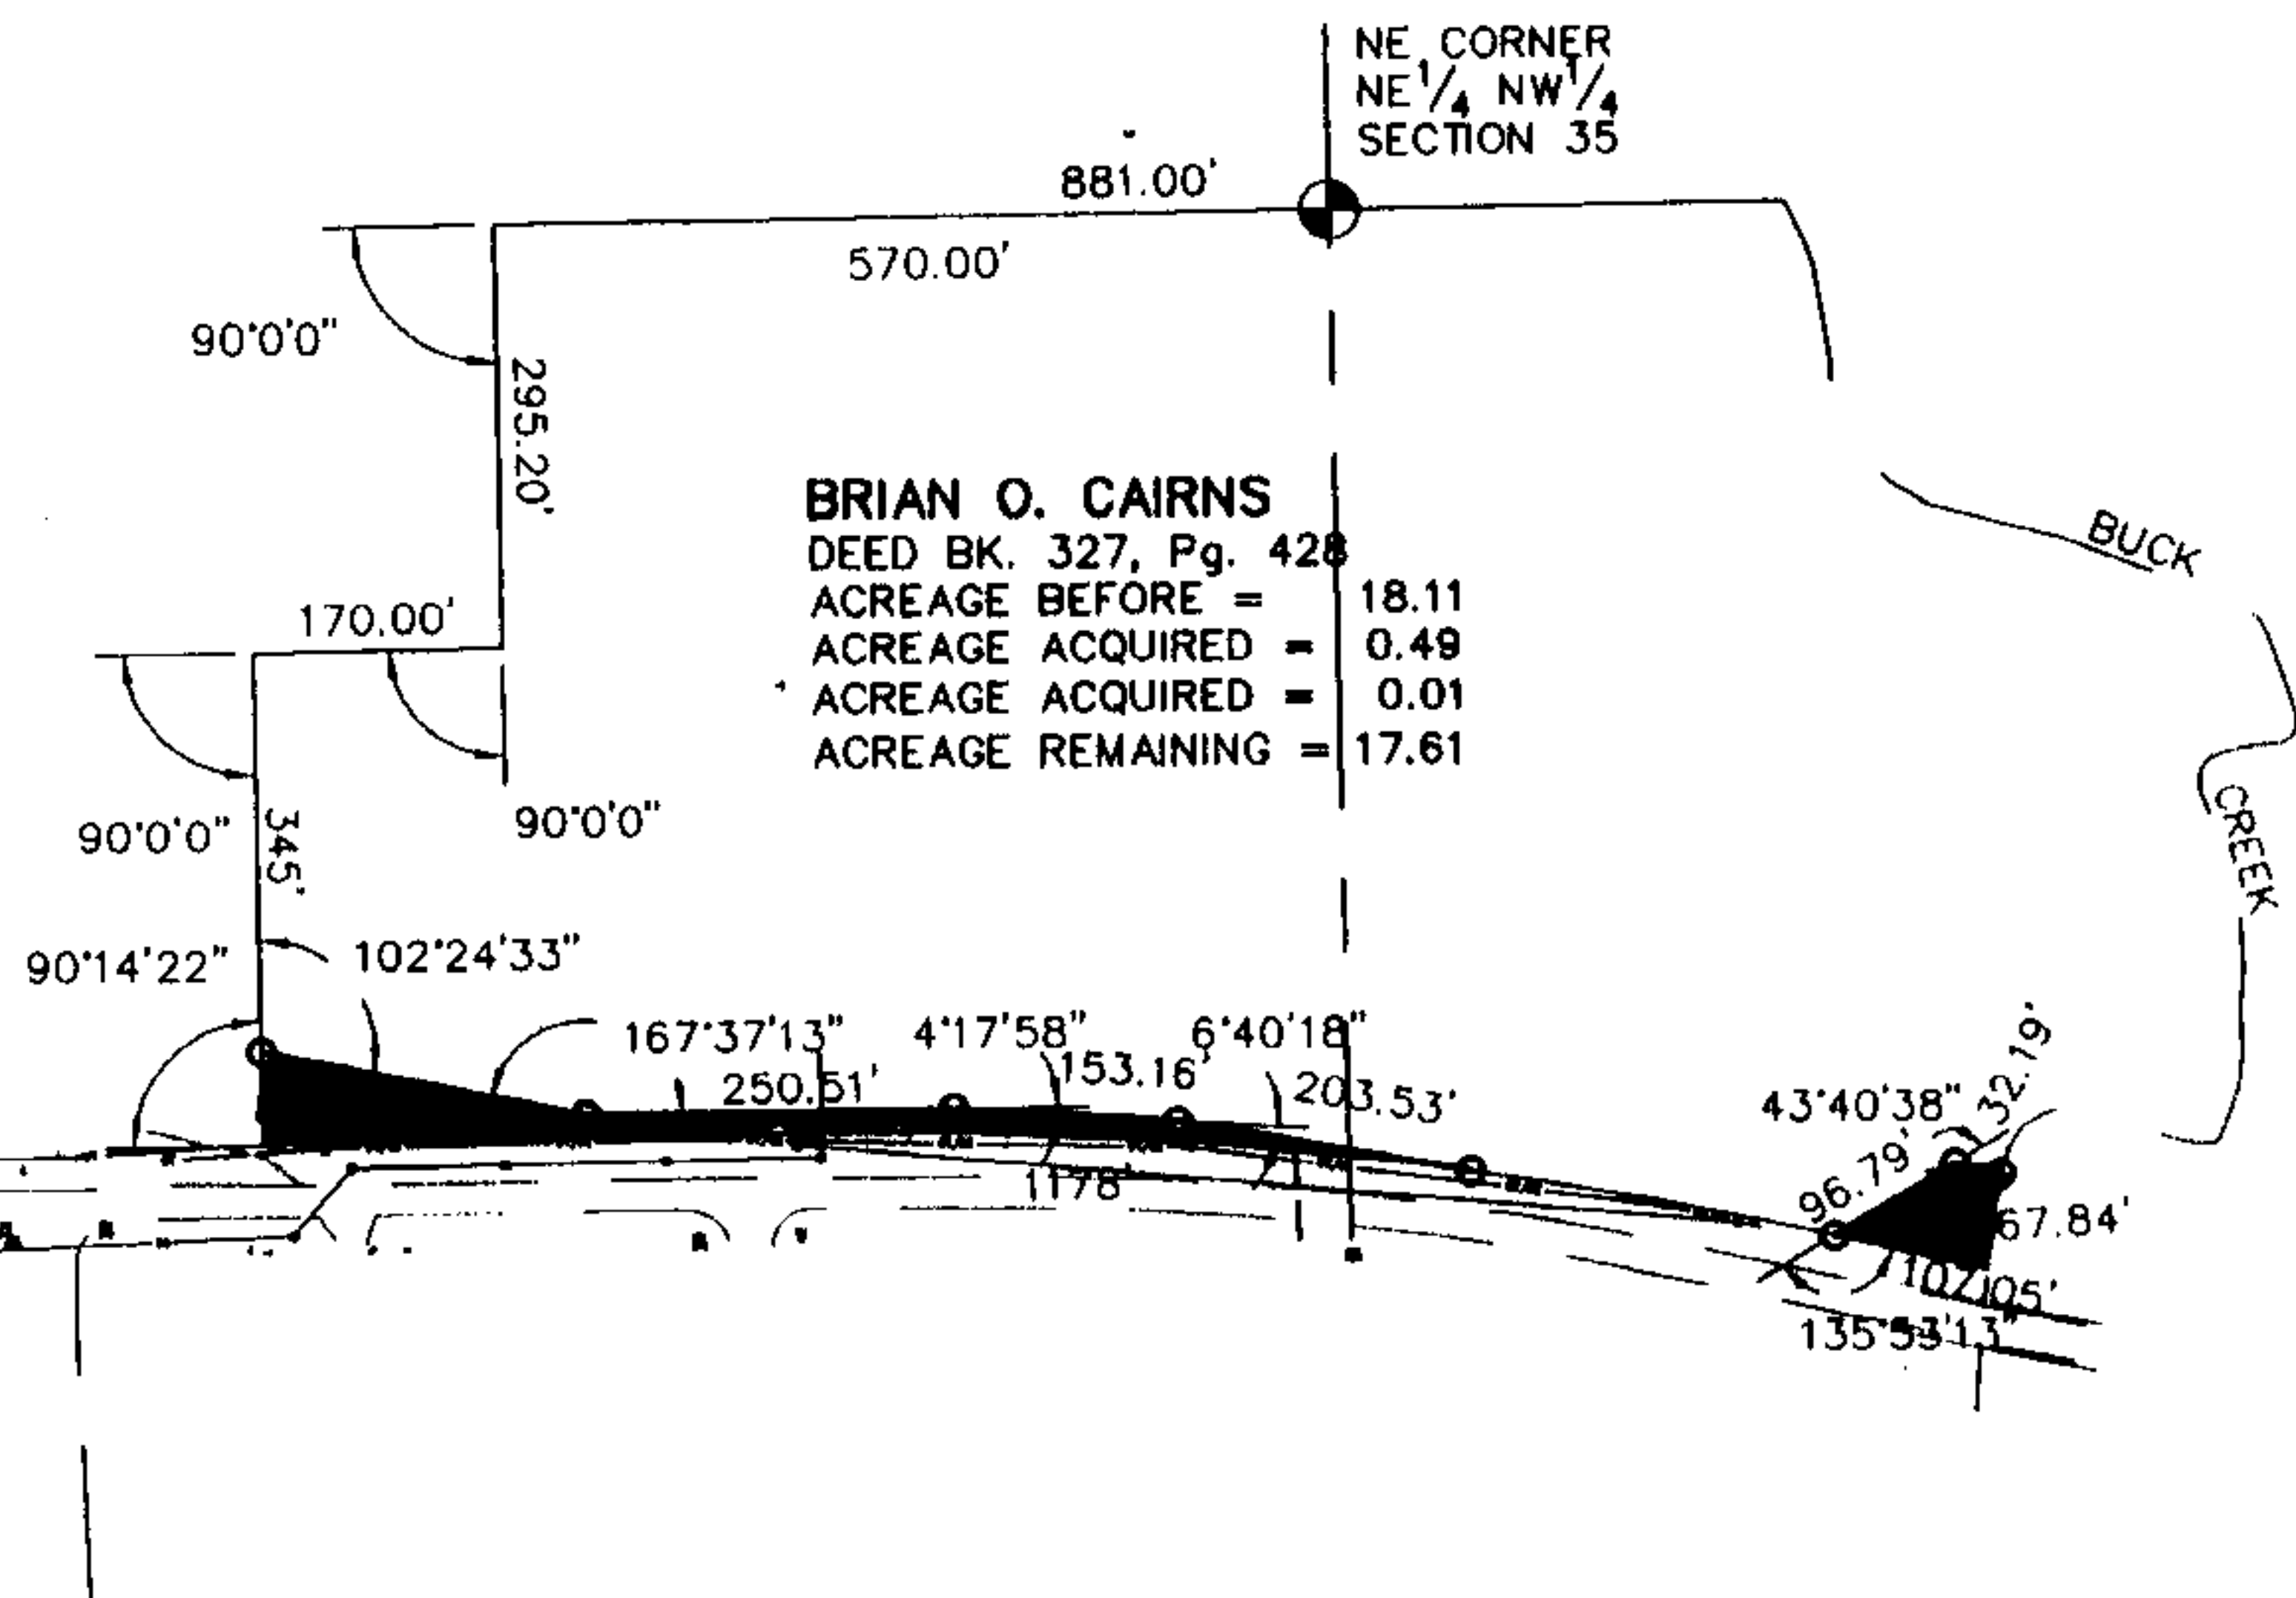 NE CORNER
NE 1/4 NW 1/4
SECTION 35
881.00'
570.00'
90°0'0"
295.20'
BRIAN O. CAIRNS
DEED BK. 327, Pg. 428
ACREAGE BEFORE = 18.11
ACREAGE ACQUIRED = 0.49
ACREAGE ACQUIRED = 0.01
ACREAGE REMAINING = 17.61
BUCK
CREEK
170.00'
90°0'0"
90°0'0"
345'
90°14'22"
102°24'33"
167°37'13"
250.51'
4°17'58"
153.16'
6°40'18"
203.53'
1178'
43°40'38"
32.19'
96.79'
67.84'
135°53'13"